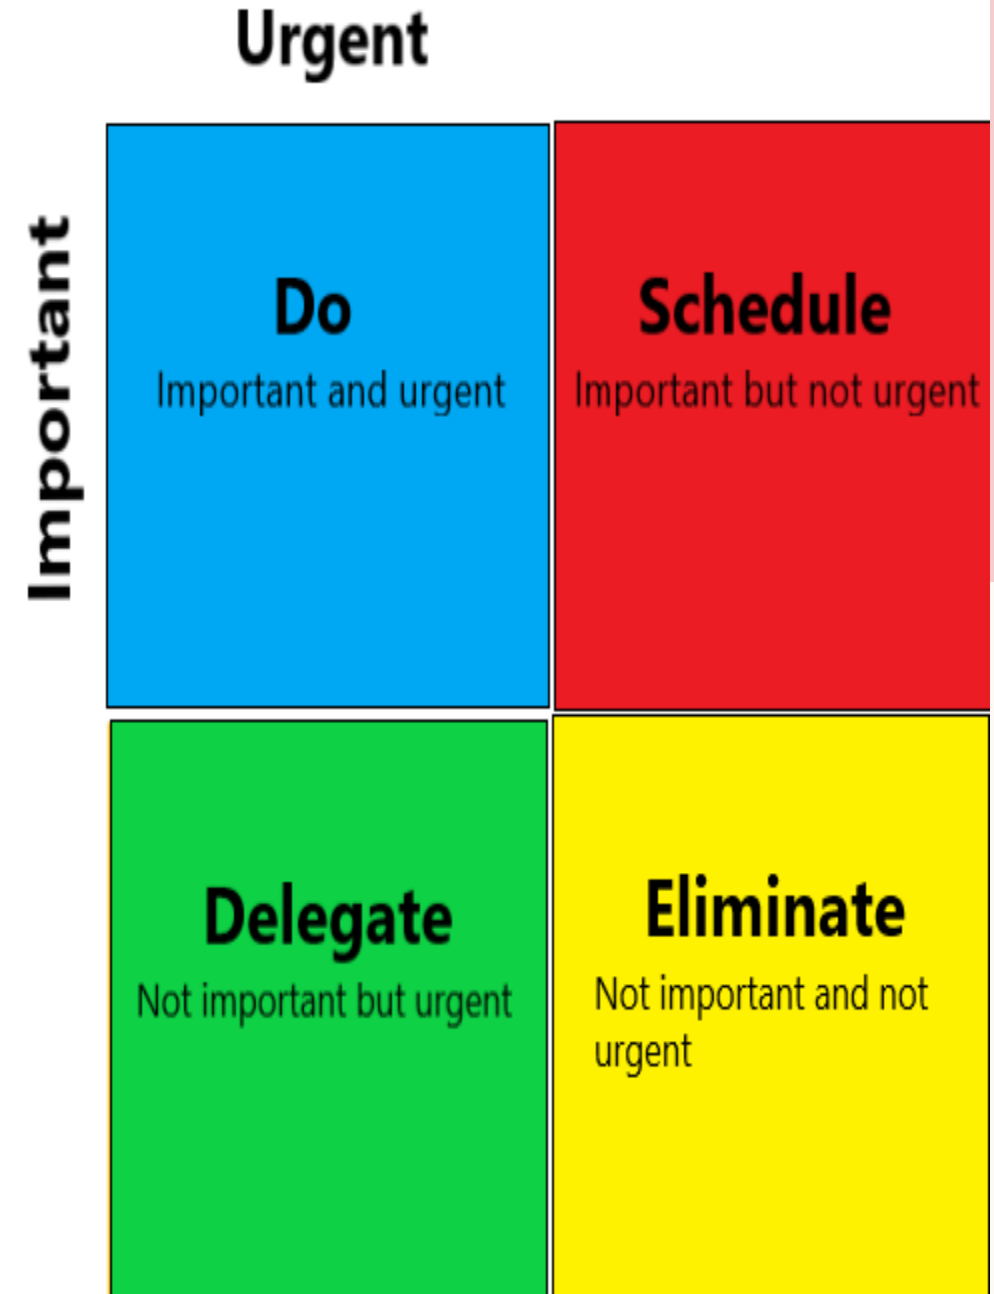 Urgent
Important
Do
Important and urgent
Schedule
Important but not urgent
Delegate
Not important but urgent
Eliminate
Not important and not
urgent